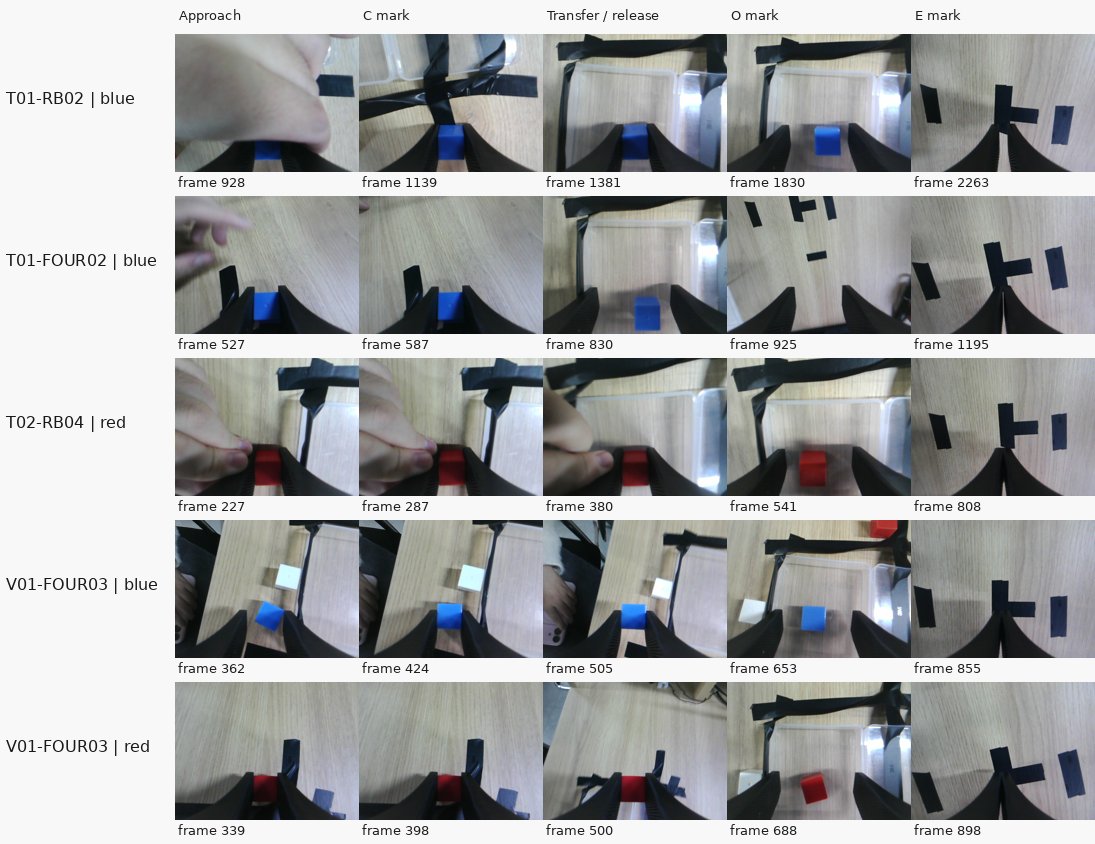 Approach C mark Transfer / release O mark E mark
T01-RB02 | blue
frame 928 frame 1139 frame 1381 frame 1830 frame 2263
T01-FOUR02 | blue
frame 527 frame 587 frame 830 frame 925 frame 1195
T02-RB04 | red
frame 227 frame 287 frame 380 frame 541 frame 808
V01-FOUR03 | blue
frame 362 frame 424 frame 505 frame 653 frame 855
V01-FOUR03 | red
frame 339 frame 398 frame 500 frame 688 frame 898